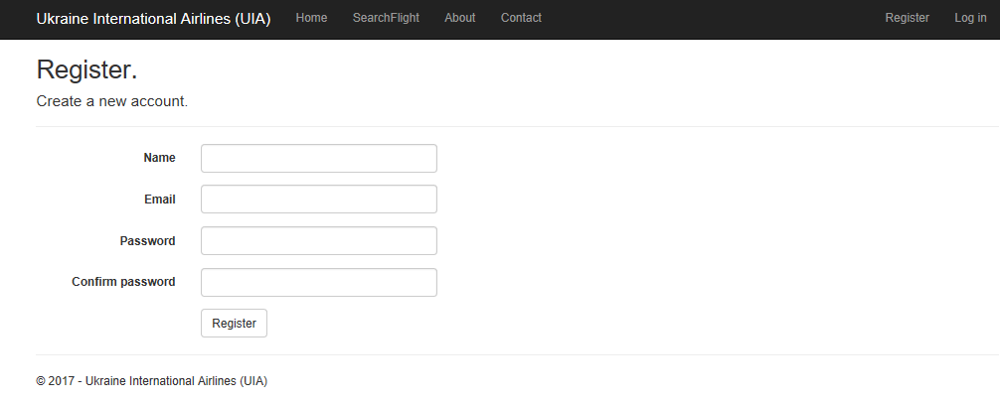 Ukraine International Airlines (UIA) Home SearchFlight About Contact Register Log in
Register.
Create a new account.
Name
Email
Password
Confirm password
Register
© 2017 - Ukraine International Airlines (UIA)